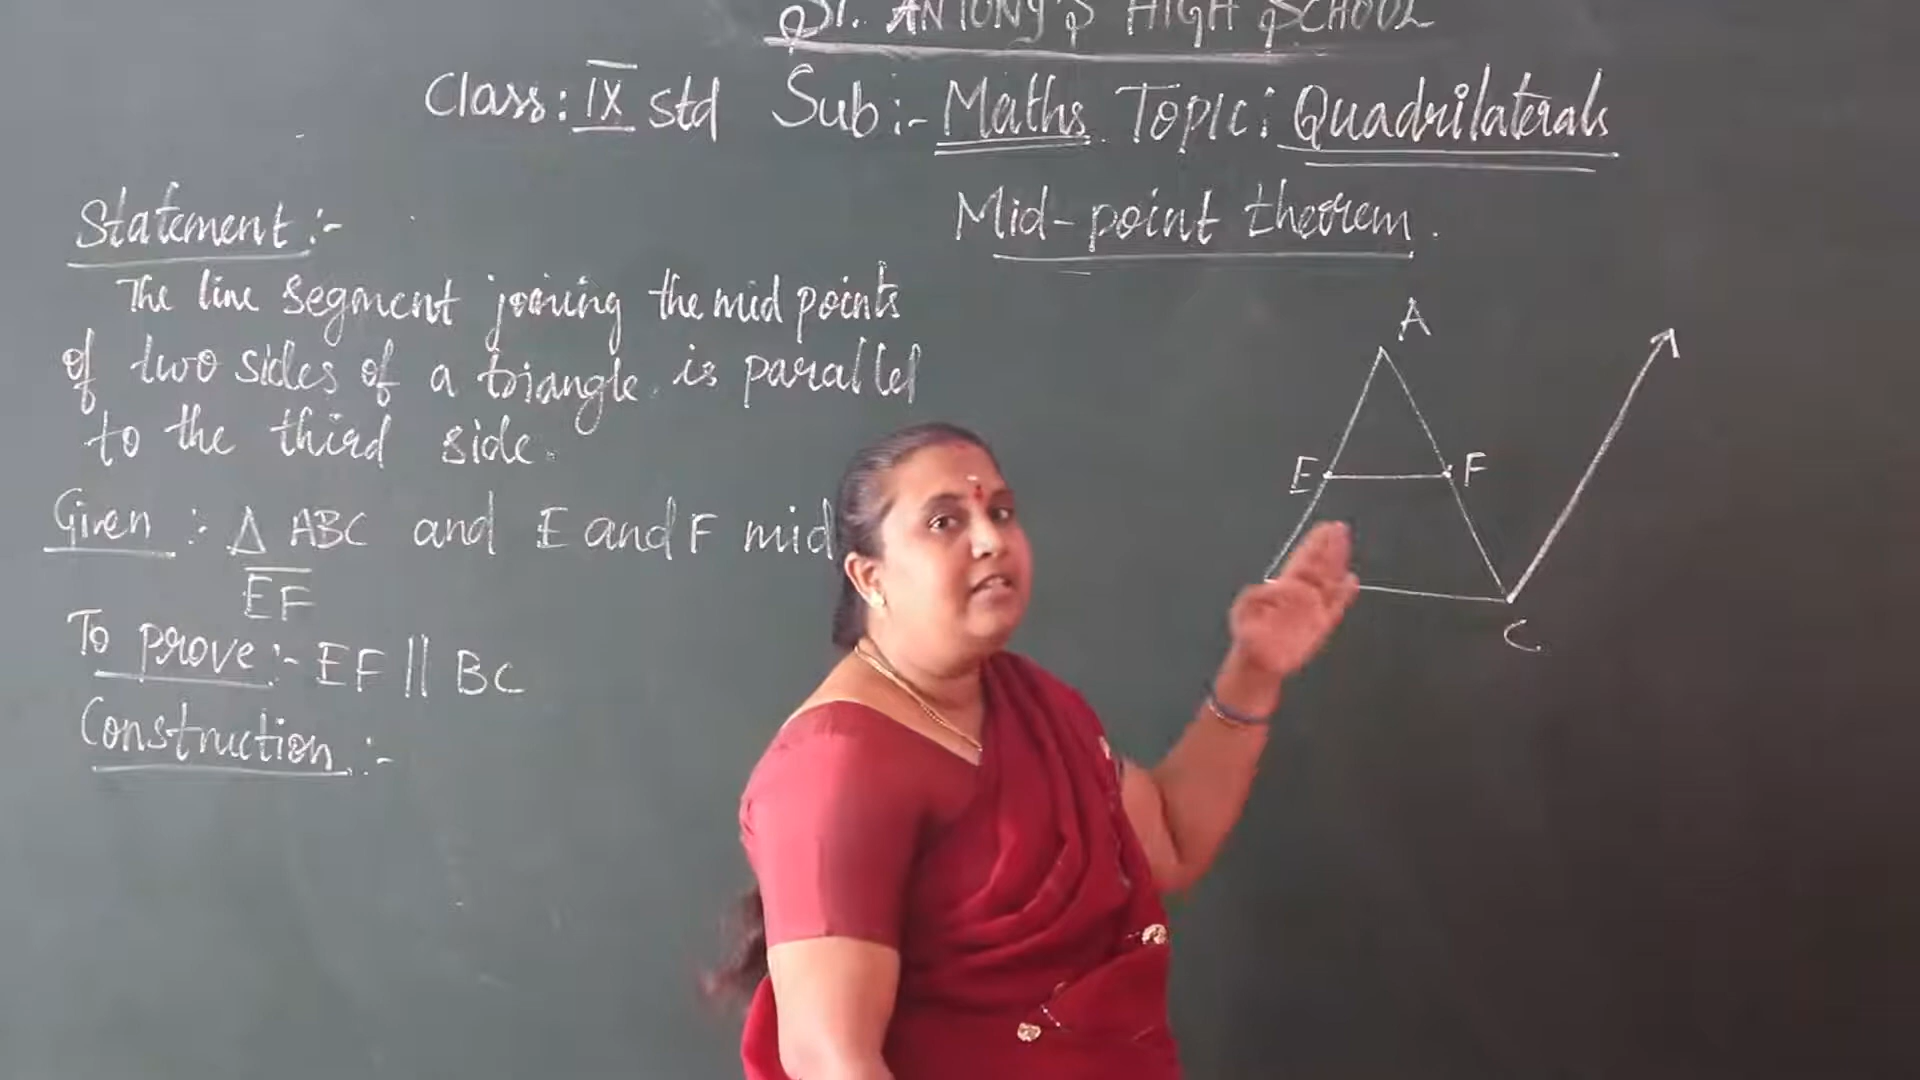 St. ANTONY'S HIGH SCHOOL
Class: IX std Sub:- Maths Topic: Quadrilaterals
Mid-point theorem.
Statement :-
The line segment joining the mid points
of two sides of a triangle is parallel
to the third side.
Given :- Δ ABC and E and F mid
EF
To prove:- EF || BC
Construction :-
A
E F
C